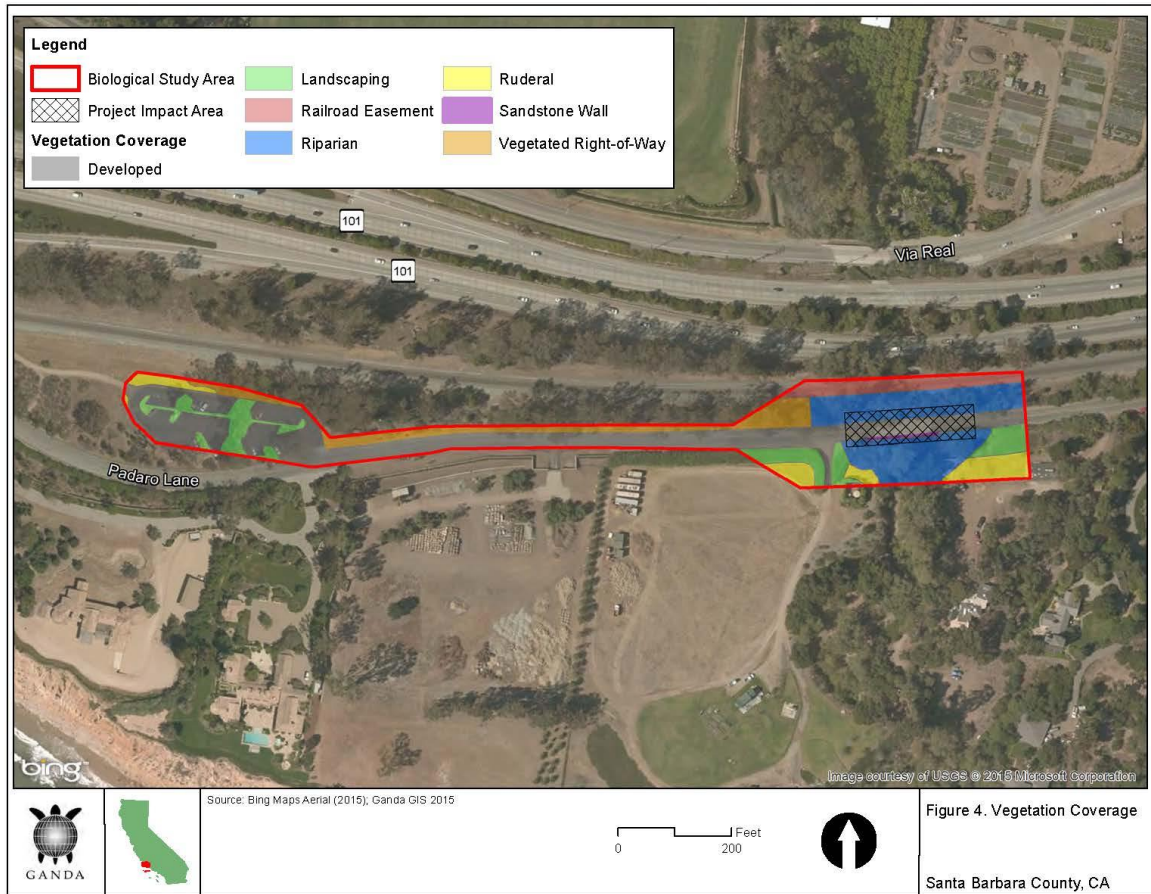 Legend
Biological Study Area
Project Impact Area
Vegetation Coverage
Developed
Landscaping
Railroad Easement
Riparian
Ruderal
Sandstone Wall
Vegetated Right-of-Way
101
101
Via Real
Padaro Lane
bing™
Image courtesy of USGS © 2015 Microsoft Corporation
GANDA
Source: Bing Maps Aerial (2015); Ganda GIS 2015
Feet
0 200
Figure 4. Vegetation Coverage
Santa Barbara County, CA